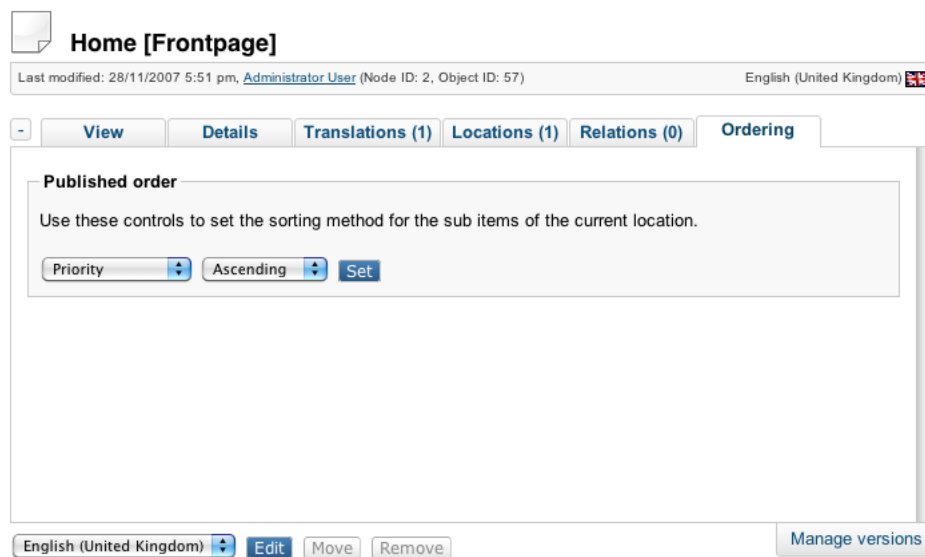 Home [Frontpage]
Last modified: 28/11/2007 5:51 pm, Administrator User (Node ID: 2, Object ID: 57) English (United Kingdom)
- View Details Translations (1) Locations (1) Relations (0) Ordering
Published order
Use these controls to set the sorting method for the sub items of the current location.
Priority Ascending Set
English (United Kingdom) Edit Move Remove Manage versions